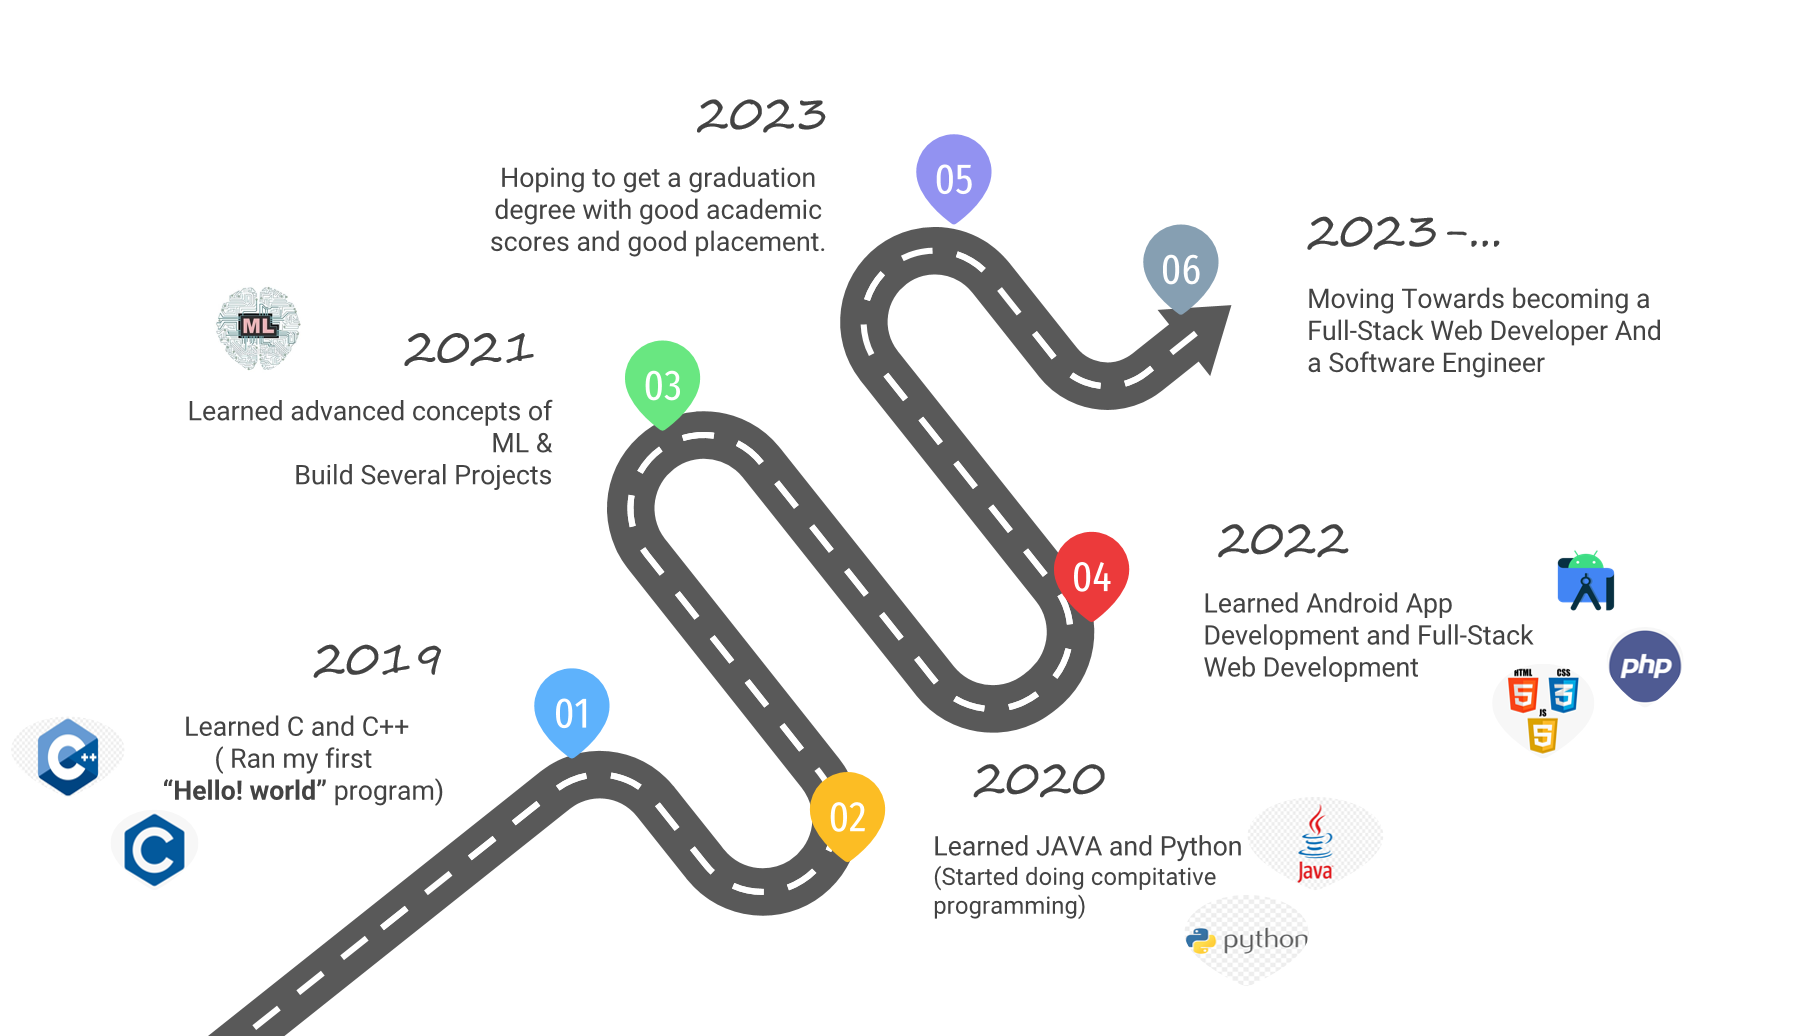 2023
Hoping to get a graduation
degree with good academic
scores and good placement.
05
06
2023-...
Moving Towards becoming a
Full-Stack Web Developer And
a Software Engineer
ML
2021
Learned advanced concepts of
ML &
Build Several Projects
03
04
2022
Learned Android App
Development and Full-Stack
Web Development
php
HTML
5
CSS
3
JS
5
2019
Learned C and C++
( Ran my first
“Hello! world” program)
C++
C
01
02
2020
Learned JAVA and Python
(Started doing compitative
programming)
Java
python